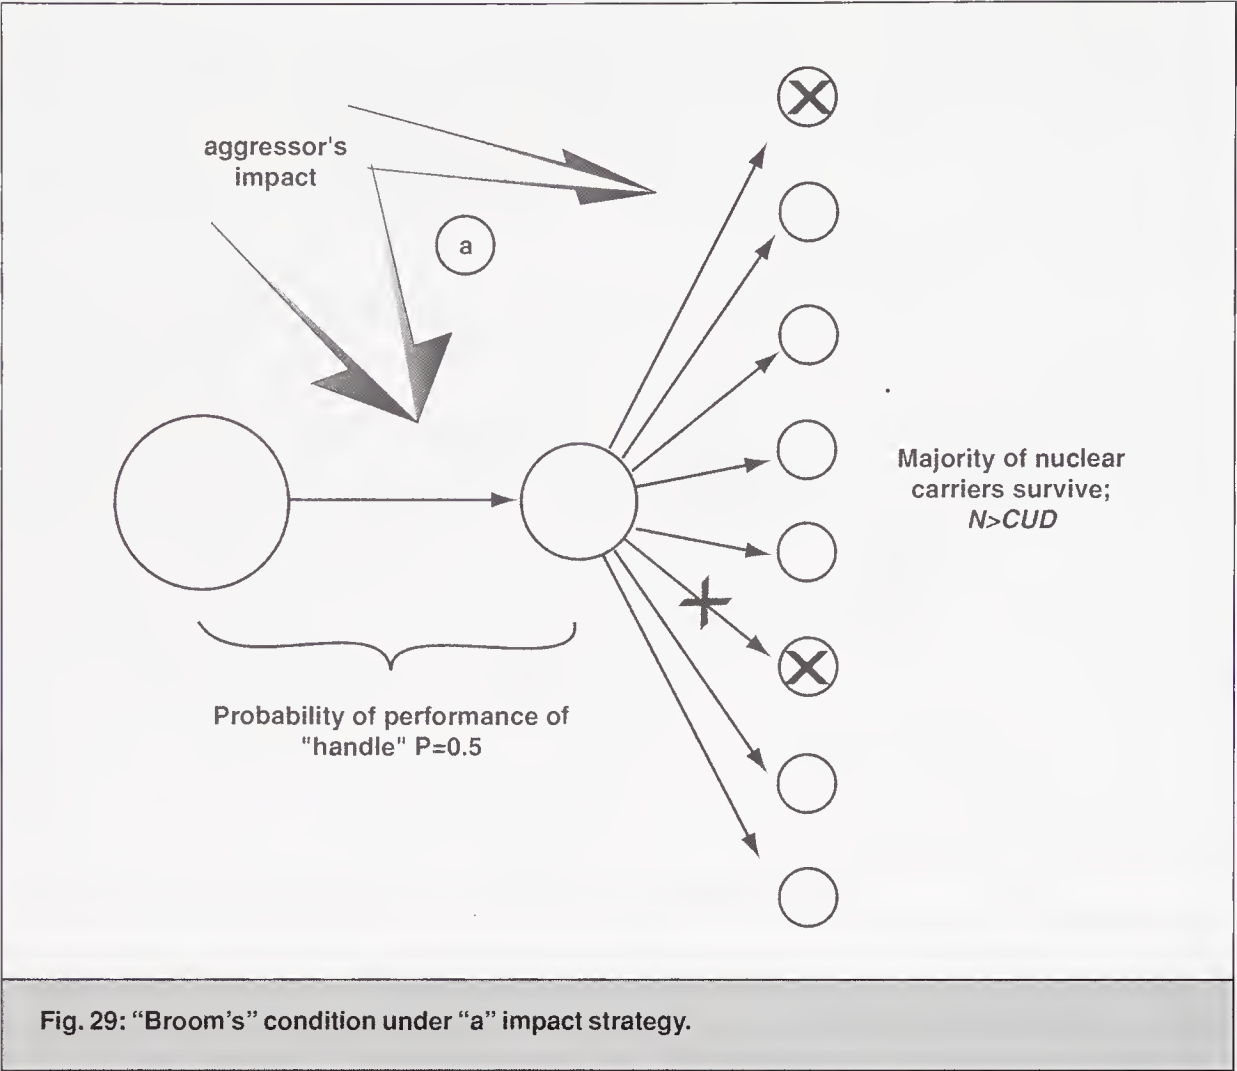 aggressor's
impact
a
Majority of nuclear
carriers survive;
N>CUD
Probability of performance of
"handle" P=0.5
Fig. 29: “Broom’s” condition under “a” impact strategy.